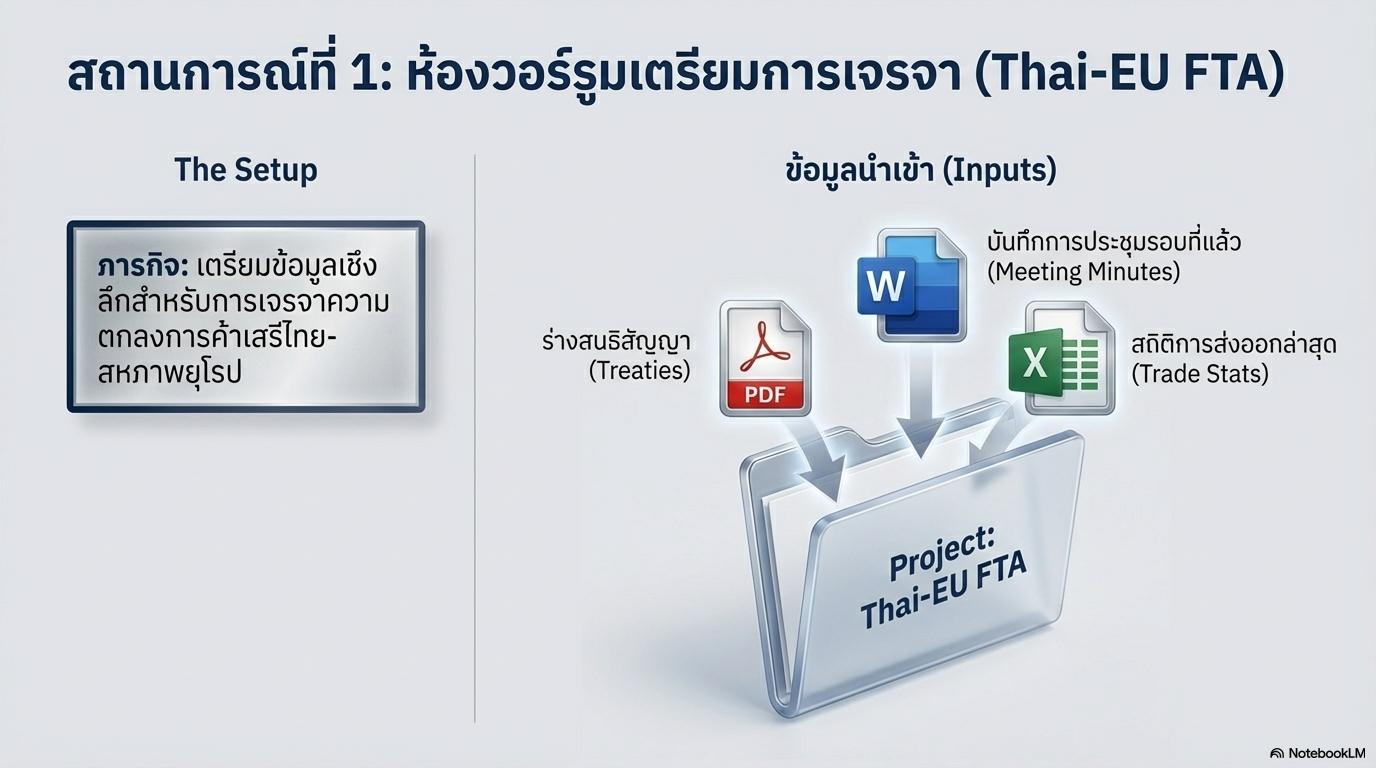 สถานการณ์ที่ 1: ห้องวอร์รูมเตรียมการเจรจา (Thai-EU FTA)
The Setup
ภารกิจ: เตรียมข้อมูลเชิง
ลึกสำหรับการเจรจาความ
ตกลงการค้าเสรีไทย-
สหภาพยุโรป
ข้อมูลนำเข้า (Inputs)
ร่างสนธิสัญญา
(Treaties)
PDF
W
บันทึกการประชุมรอบที่แล้ว
(Meeting Minutes)
X
สถิติการส่งออกล่าสุด
(Trade Stats)
Project:
Thai-EU FTA
NotebookLM